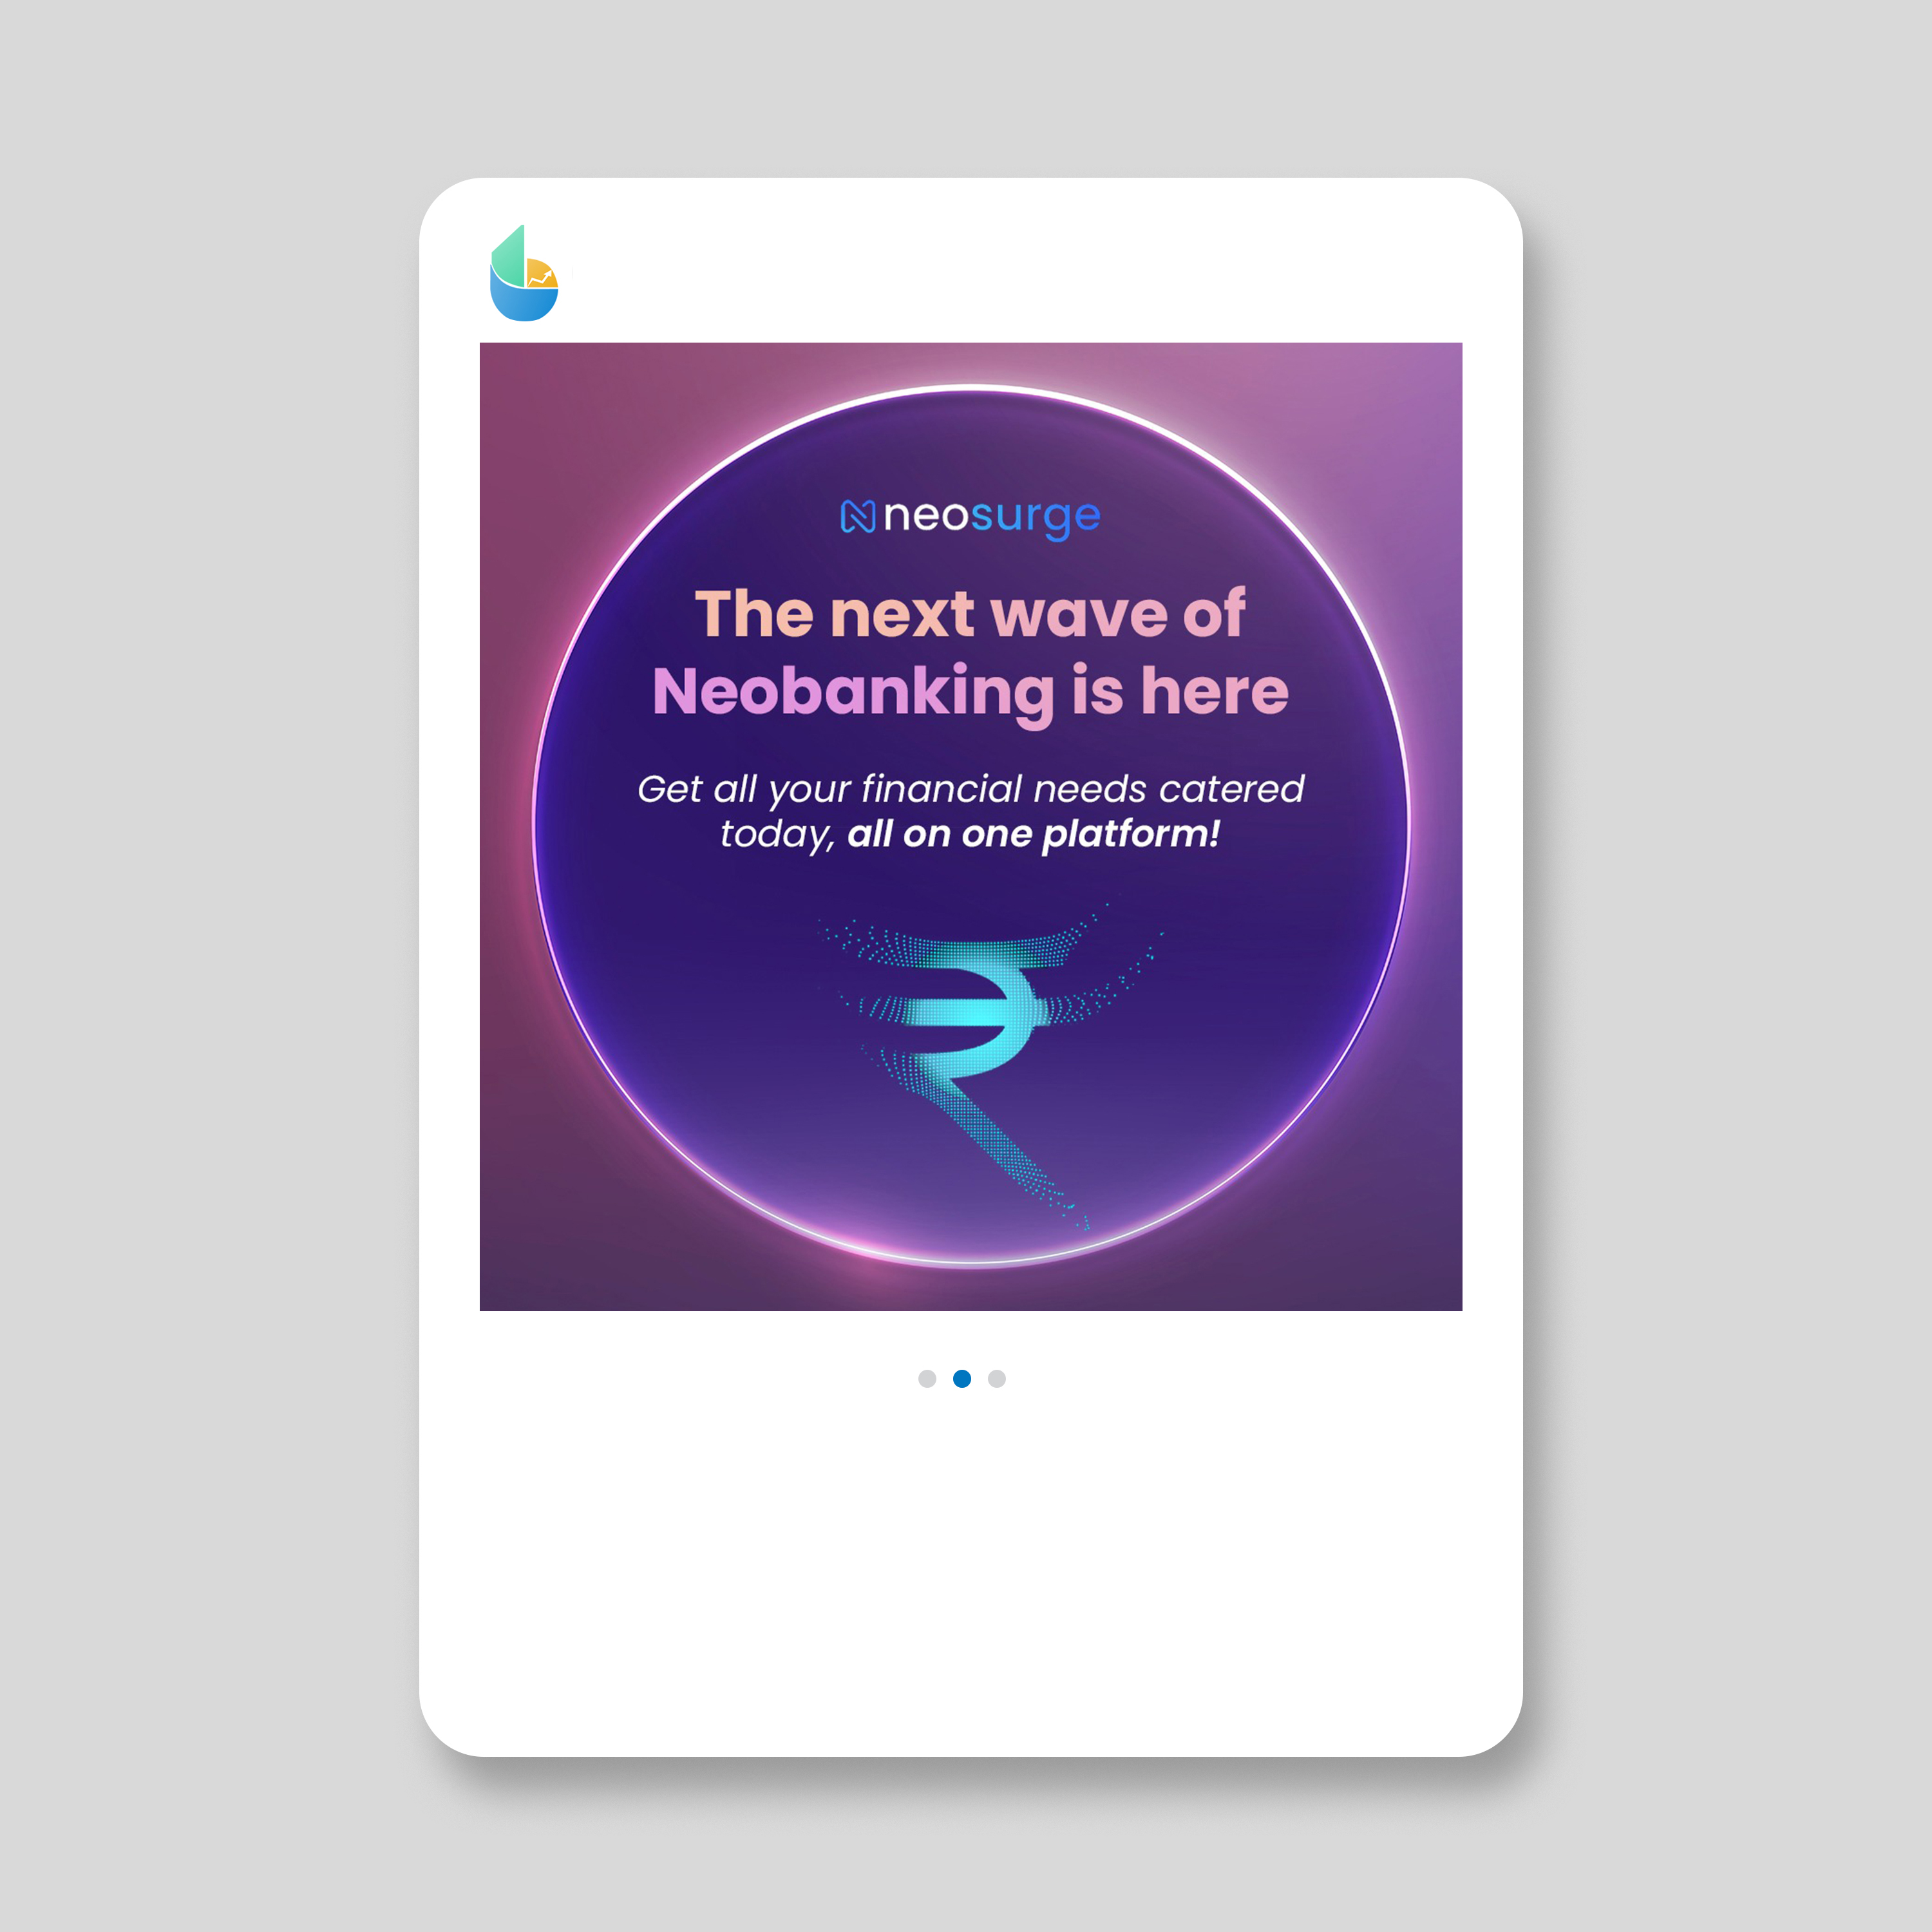 neosurge
The next wave of
Neobanking is here
Get all your financial needs catered
today, all on one platform!
₹